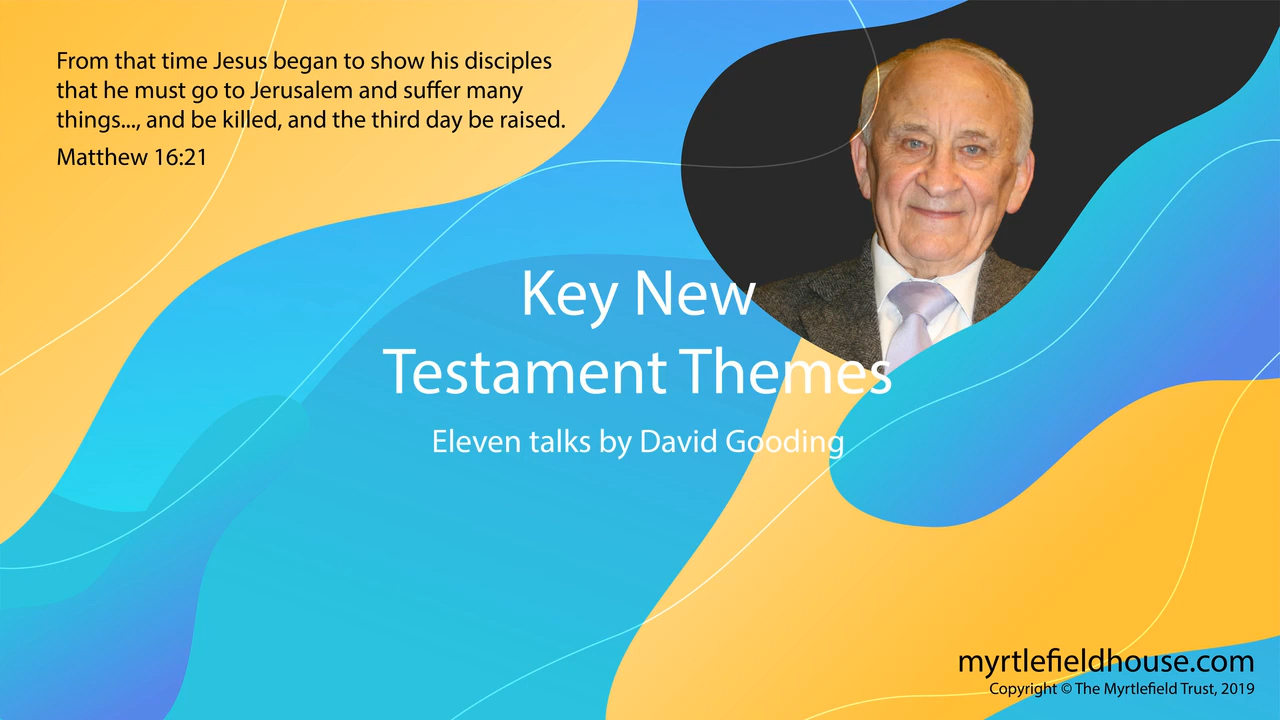 From that time Jesus began to show his disciples
that he must go to Jerusalem and suffer many
things..., and be killed, and the third day be raised.
Matthew 16:21
Key New
Testament Themes
Eleven talks by David Gooding
myrtlefieldhouse.com
Copyright © The Myrtlefield Trust, 2019